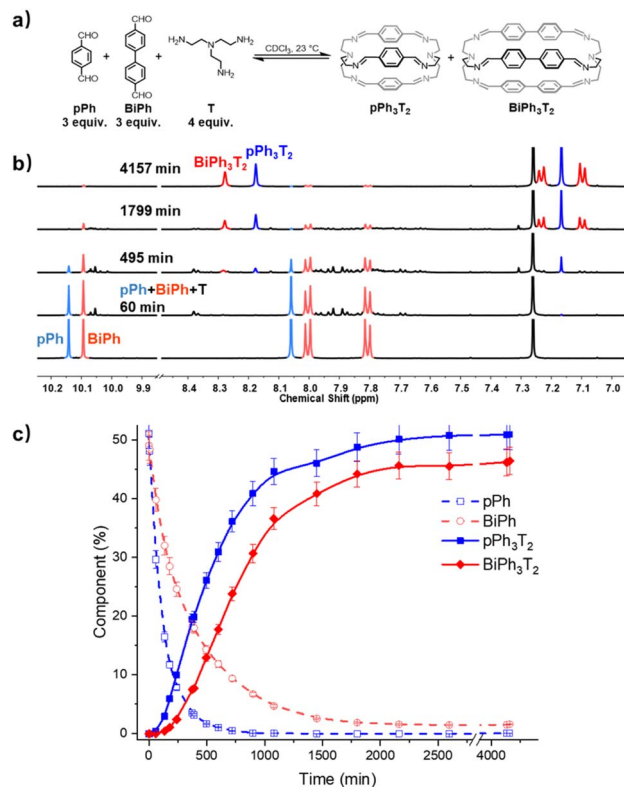 a)
CHO
CHO
pPh
3 equiv.
+
CHO
CHO
BiPh
3 equiv.
+
H₂N
N
NH₂
NH₂
T
4 equiv.
CDCl₃, 23 °C
N
N
N
N
N
N
pPh₃T₂
+
N
N
N
N
N
N
BiPh₃T₂
b)
4157 min
BiPh₃T₂
pPh₃T₂
1799 min
495 min
pPh+BiPh+T
60 min
pPh
BiPh
10.2 10.1 10.0 9.9 8.4 8.3 8.2 8.1 8.0 7.9 7.8 7.7 7.6 7.5 7.4 7.3 7.2 7.1 7.0 6.9
Chemical Shift (ppm)
c)
Component (%)
50
40
30
20
10
0
pPh
BiPh
pPh₃T₂
BiPh₃T₂
0 500 1000 1500 2000 2500 4000
Time (min)